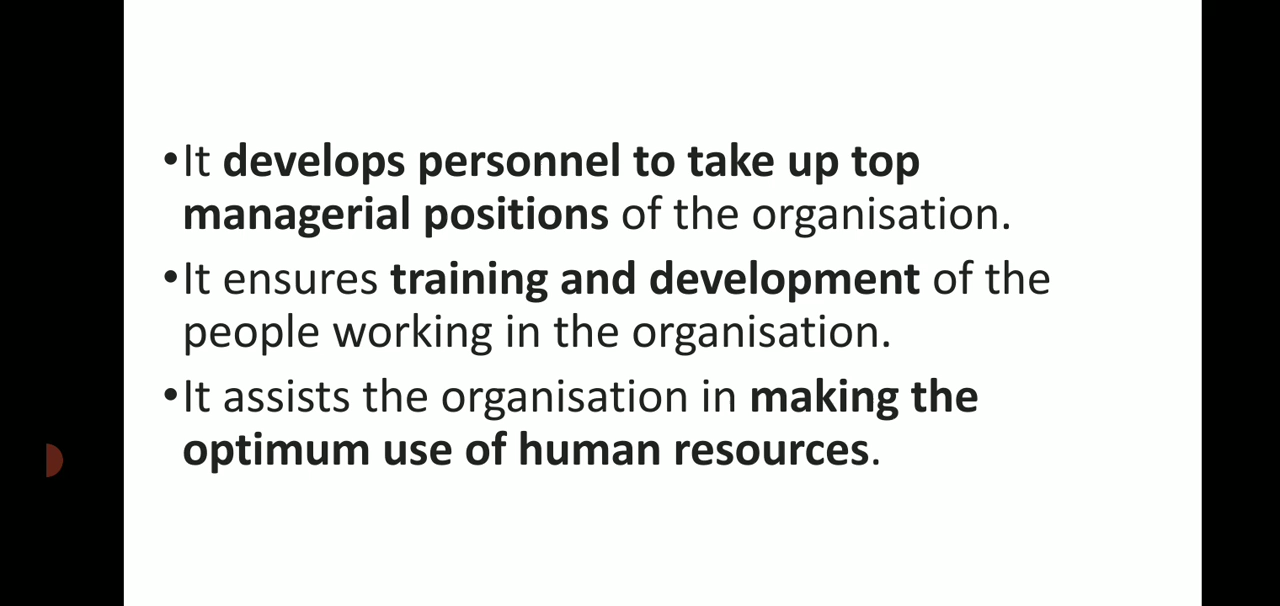 •It develops personnel to take up top
managerial positions of the organisation.
•It ensures training and development of the
people working in the organisation.
•It assists the organisation in making the
optimum use of human resources.